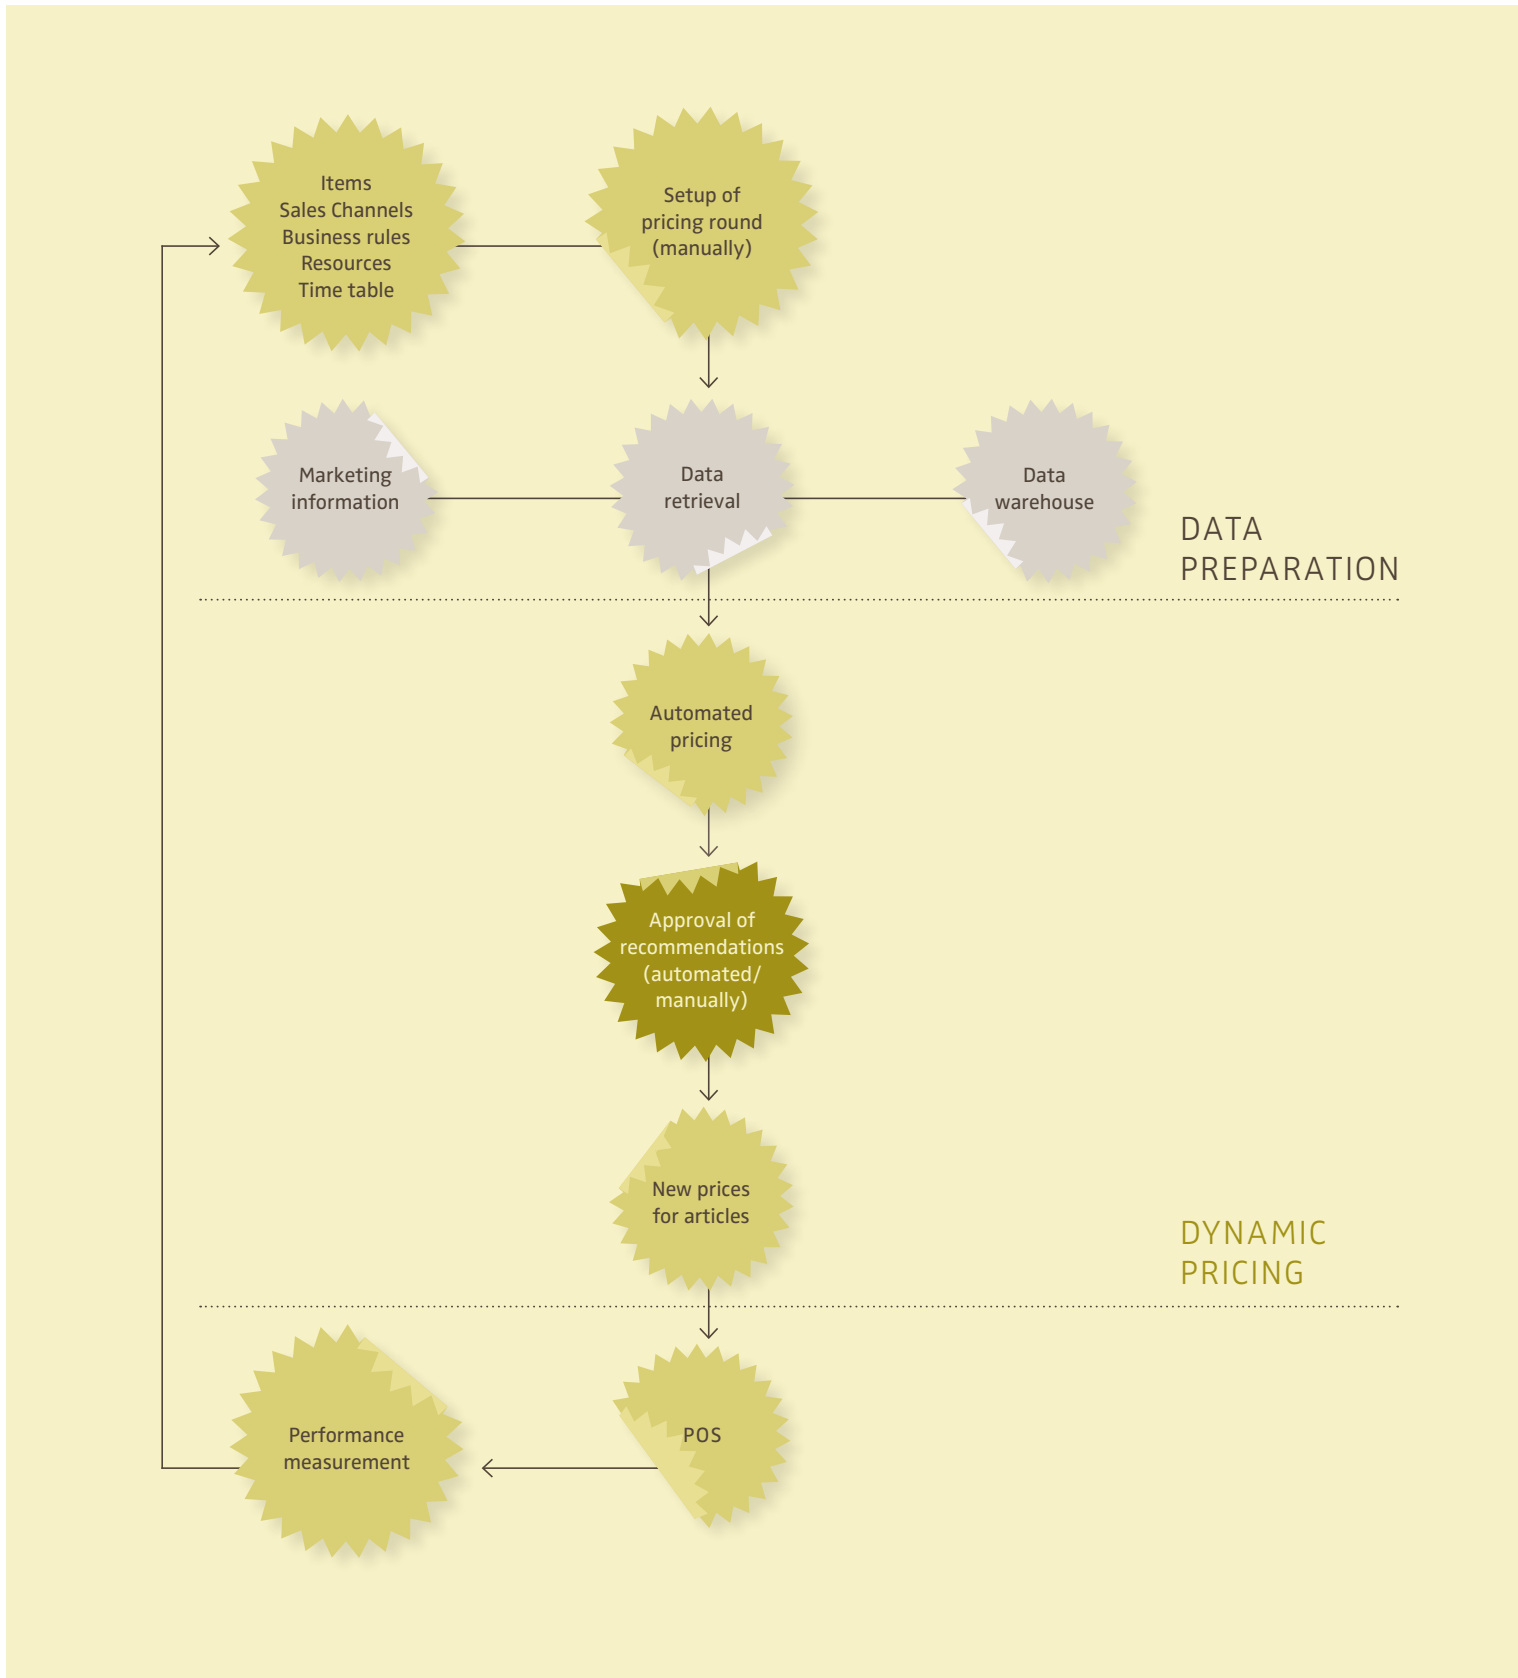 Items
Sales Channels
Business rules
Resources
Time table
Setup of
pricing round
(manually)
Marketing
information
Data
retrieval
Data
warehouse
DATA
PREPARATION
Automated
pricing
Approval of
recommendations
(automated/
manually)
New prices
for articles
DYNAMIC
PRICING
Performance
measurement
POS